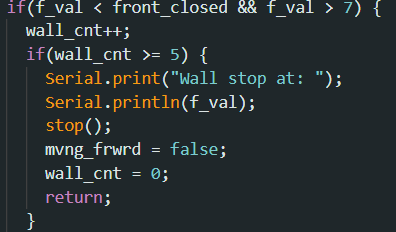 if(f_val < front_closed && f_val > 7) {
wall_cnt++;
if(wall_cnt >= 5) {
Serial.print("Wall stop at: ");
Serial.println(f_val);
stop();
mvng_frwrd = false;
wall_cnt = 0;
return;
}